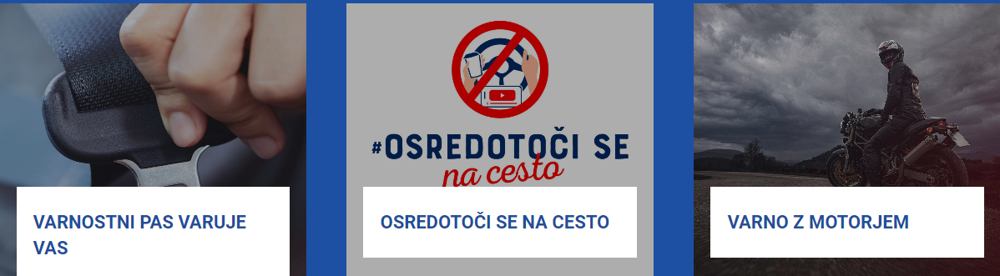 VARNOSTNI PAS VARUJE
VAS
#OSREDOTOČI SE
na cesto
OSREDOTOČI SE NA CESTO
VARNO Z MOTORJEM